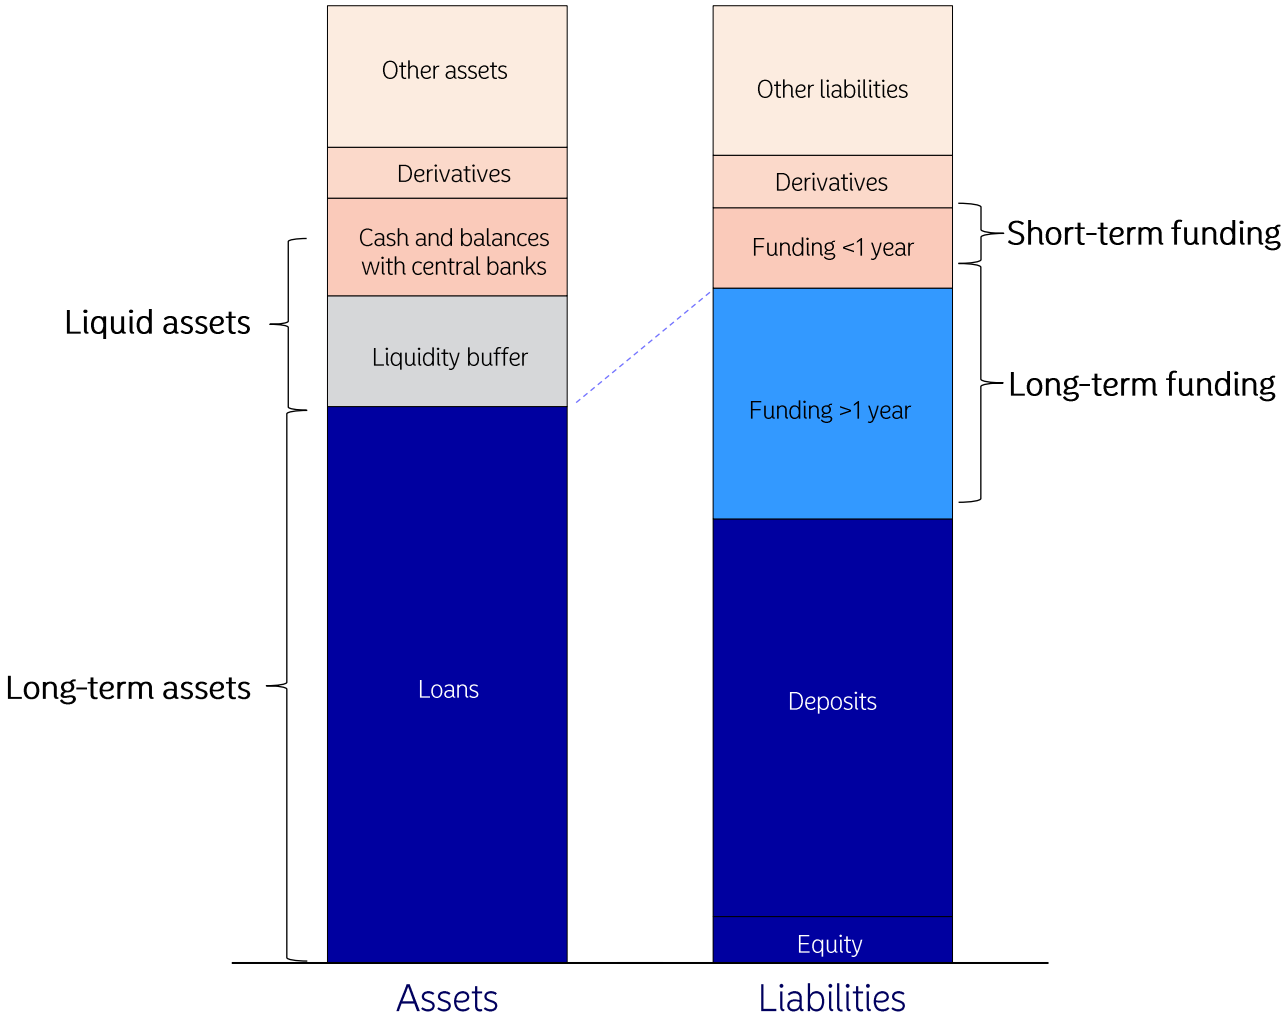 Other assets
Derivatives
Cash and balances
with central banks
Liquidity buffer
Loans
Liquid assets
Long-term assets
Other liabilities
Derivatives
Funding <1 year
Funding >1 year
Deposits
Equity
Short-term funding
Long-term funding
Assets
Liabilities